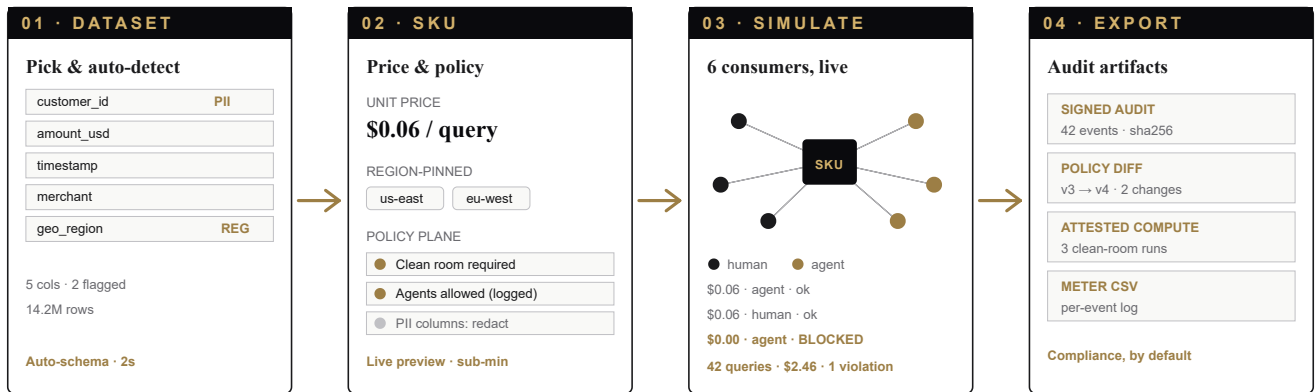 01 · DATASET
Pick & auto-detect
customer_id PII
amount_usd
timestamp
merchant
geo_region REG
5 cols · 2 flagged
14.2M rows
Auto-schema · 2s
02 · SKU
Price & policy
UNIT PRICE
$0.06 / query
REGION-PINNED
us-east eu-west
POLICY PLANE
Clean room required
Agents allowed (logged)
PII columns: redact
Live preview · sub-min
03 · SIMULATE
6 consumers, live
SKU
human agent
$0.06 · agent · ok
$0.06 · human · ok
$0.00 · agent · BLOCKED
42 queries · $2.46 · 1 violation
04 · EXPORT
Audit artifacts
SIGNED AUDIT
42 events · sha256
POLICY DIFF
v3 → v4 · 2 changes
ATTESTED COMPUTE
3 clean-room runs
METER CSV
per-event log
Compliance, by default